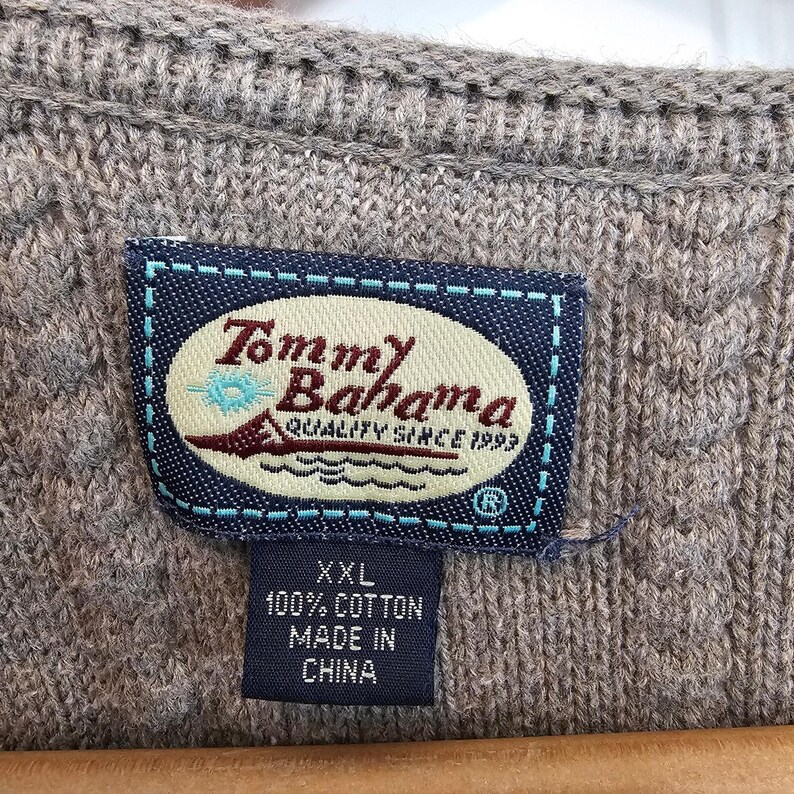 Tommy
Bahama
QUALITY SINCE 1993
®
XXL
100% COTTON
MADE IN
CHINA